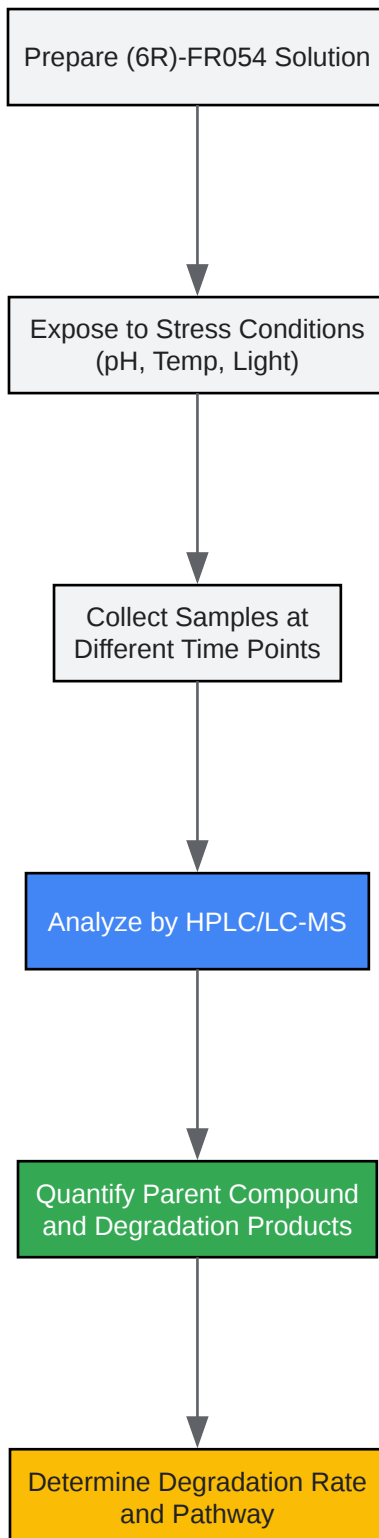 Prepare (6R)-FR054 Solution
Expose to Stress Conditions
(pH, Temp, Light)
Collect Samples at
Different Time Points
Analyze by HPLC/LC-MS
Quantify Parent Compound
and Degradation Products
Determine Degradation Rate
and Pathway